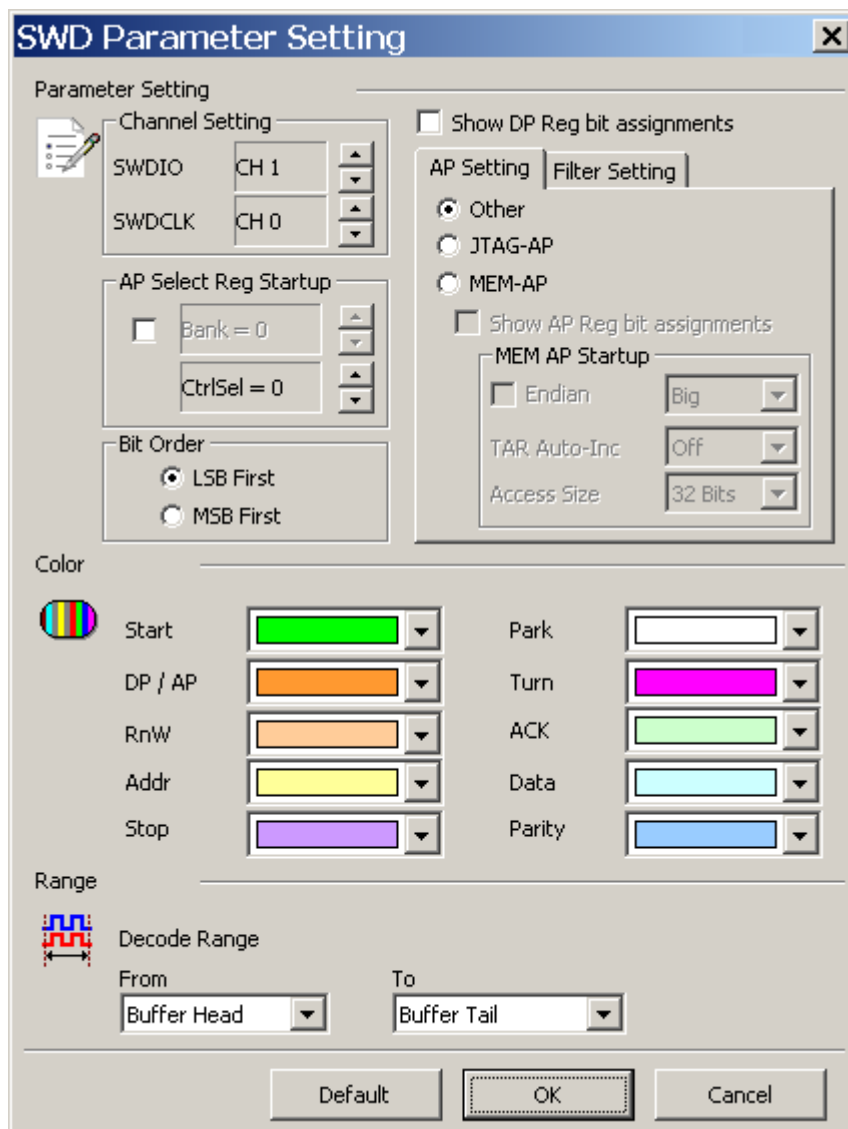 SWD Parameter Setting
Parameter Setting
Channel Setting
SWDIO CH 1
SWDCLK CH 0
AP Select Reg Startup
Bank = 0
CtrlSel = 0
Bit Order
LSB First
MSB First
Show DP Reg bit assignments
AP Setting Filter Setting
Other
JTAG-AP
MEM-AP
Show AP Reg bit assignments
MEM AP Startup
Endian Big
TAR Auto-Inc Off
Access Size 32 Bits
Color
Start Park
DP / AP Turn
RnW ACK
Addr Data
Stop Parity
Range
Decode Range
From To
Buffer Head Buffer Tail
Default OK Cancel